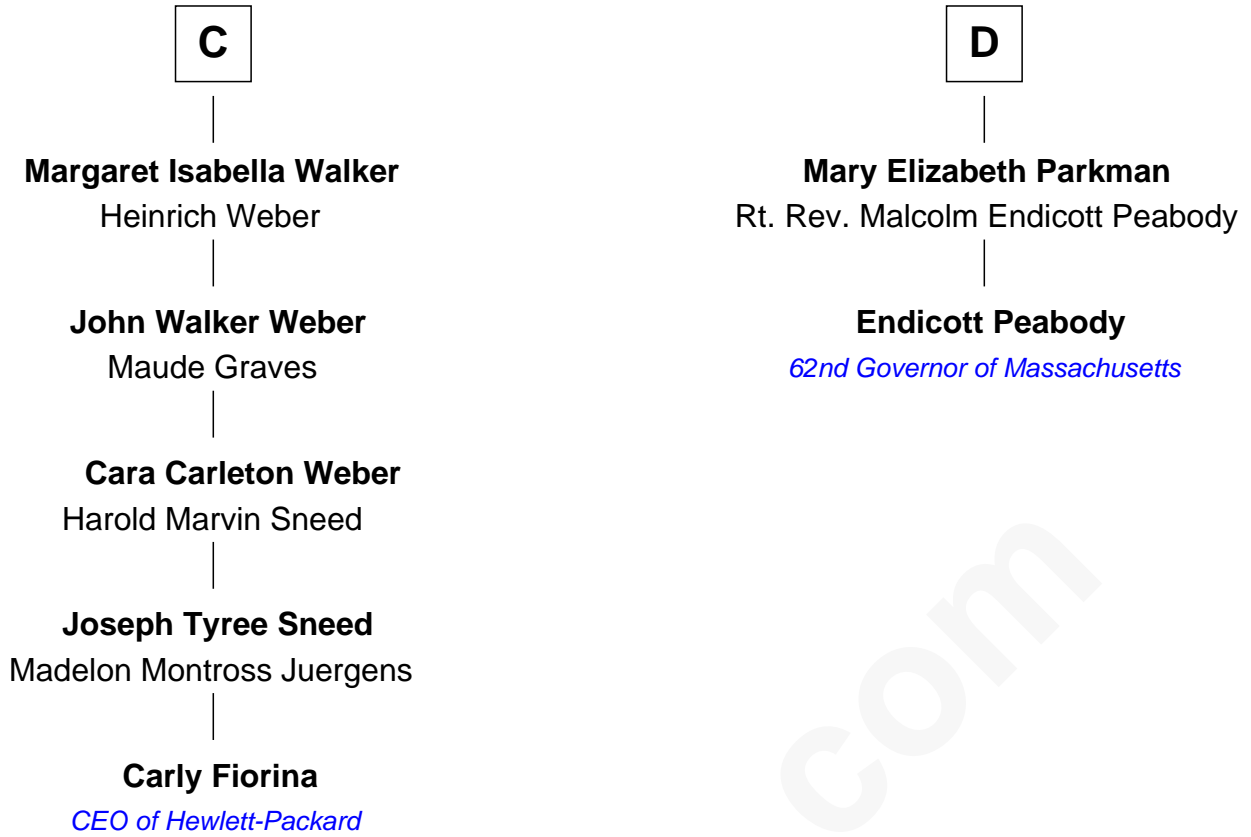 C
Margaret Isabella Walker
Heinrich Weber
John Walker Weber
Maude Graves
Cara Carleton Weber
Harold Marvin Sneed
Joseph Tyree Sneed
Madelon Montross Juergens
Carly Fiorina
CEO of Hewlett-Packard
D
Mary Elizabeth Parkman
Rt. Rev. Malcolm Endicott Peabody
Endicott Peabody
62nd Governor of Massachusetts
com